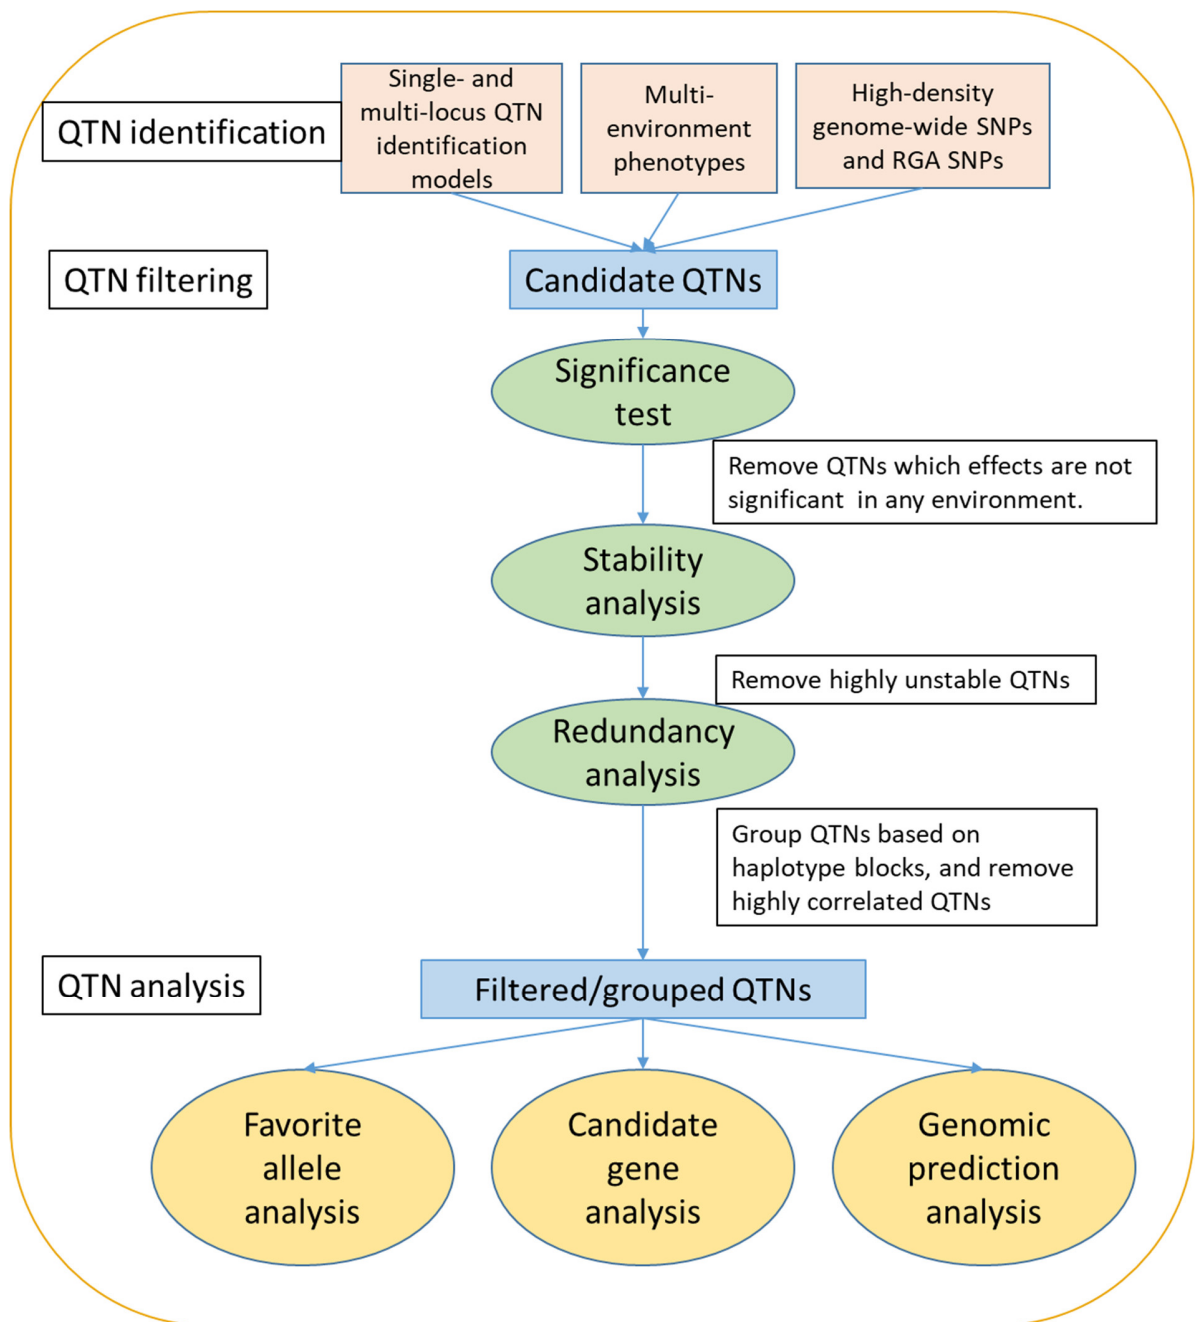 QTN identification
Single- and
multi-locus QTN
identification
models
Multi-
environment
phenotypes
High-density
genome-wide SNPs
and RGA SNPs
QTN filtering
Candidate QTNs
Significance
test
Remove QTNs which effects are not
significant in any environment.
Stability
analysis
Remove highly unstable QTNs
Redundancy
analysis
Group QTNs based on
haplotype blocks, and remove
highly correlated QTNs
QTN analysis
Filtered/grouped QTNs
Favorite
allele
analysis
Candidate
gene
analysis
Genomic
prediction
analysis